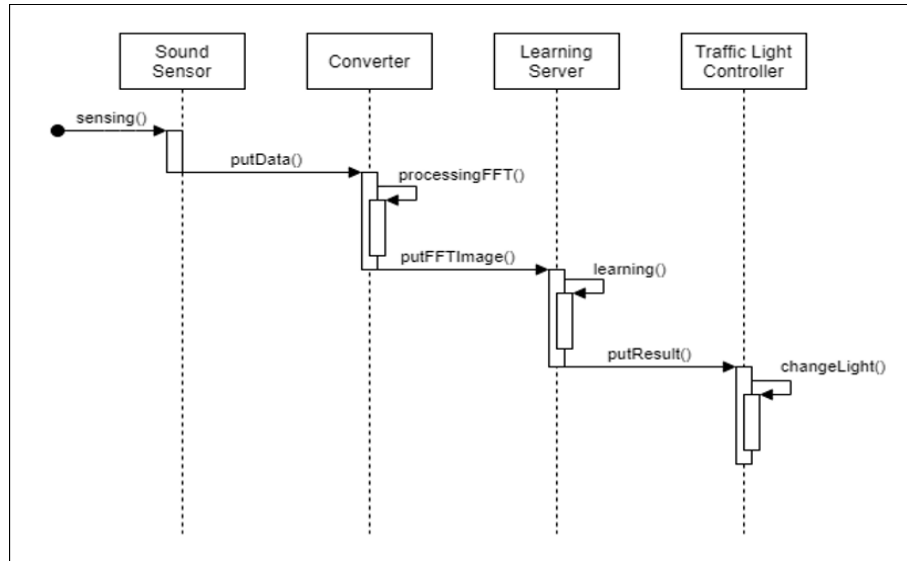 Sound
Sensor
Converter
Learning
Server
Traffic Light
Controller
sensing()
putData()
processingFFT()
putFFTImage()
learning()
putResult()
changeLight()